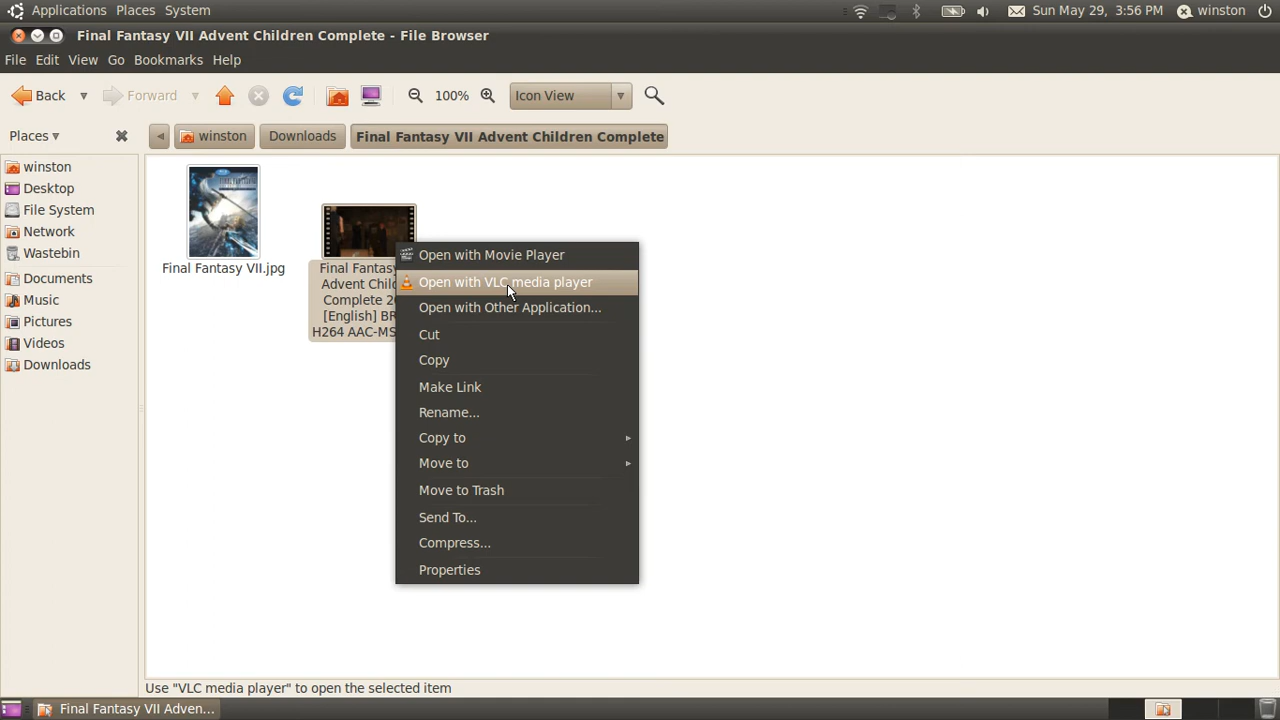 Applications Places System
Sun May 29, 3:56 PM winston
Final Fantasy VII Advent Children Complete - File Browser
File Edit View Go Bookmarks Help
Back Forward 100% Icon View
Places winston Downloads Final Fantasy VII Advent Children Complete
winston
Desktop
File System
Network
Wastebin
Documents
Music
Pictures
Videos
Downloads
Final Fantasy VII.jpg
Final Fantasy
Advent Child
Complete 20
[English] BR
H264 AAC-MS
Open with Movie Player
Open with VLC media player
Open with Other Application...
Cut
Copy
Make Link
Rename...
Copy to
Move to
Move to Trash
Send To...
Compress...
Properties
Use "VLC media player" to open the selected item
Final Fantasy VII Adven...